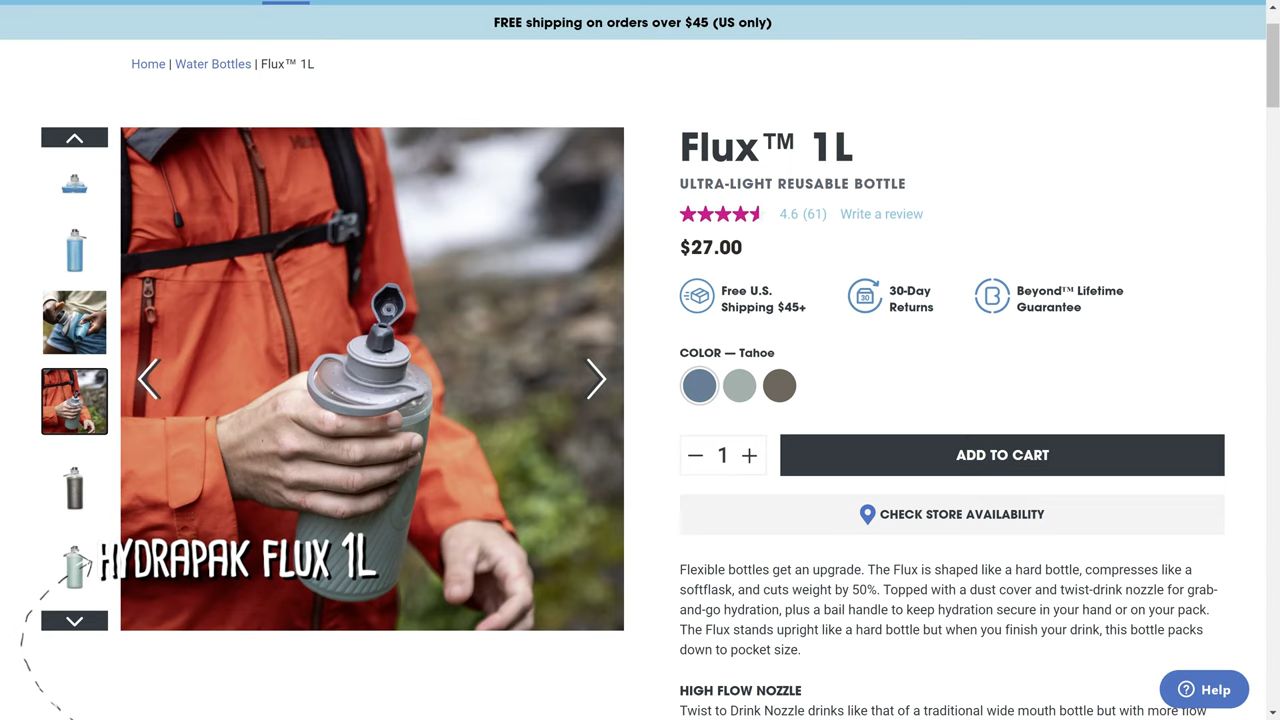 FREE shipping on orders over $45 (US only)
Home | Water Bottles | Flux™ 1L
Flux™ 1L
ULTRA-LIGHT REUSABLE BOTTLE
4.6 (61) Write a review
$27.00
Free U.S.
Shipping $45+
30
30-Day
Returns
Beyond™ Lifetime
Guarantee
COLOR — Tahoe
1
ADD TO CART
CHECK STORE AVAILABILITY
HYDRAPAK FLUX 1L
Flexible bottles get an upgrade. The Flux is shaped like a hard bottle, compresses like a
softflask, and cuts weight by 50%. Topped with a dust cover and twist-drink nozzle for grab-
and-go hydration, plus a bail handle to keep hydration secure in your hand or on your pack.
The Flux stands upright like a hard bottle but when you finish your drink, this bottle packs
down to pocket size.
HIGH FLOW NOZZLE
Twist to Drink Nozzle drinks like that of a traditional wide mouth bottle but with more flow
Help